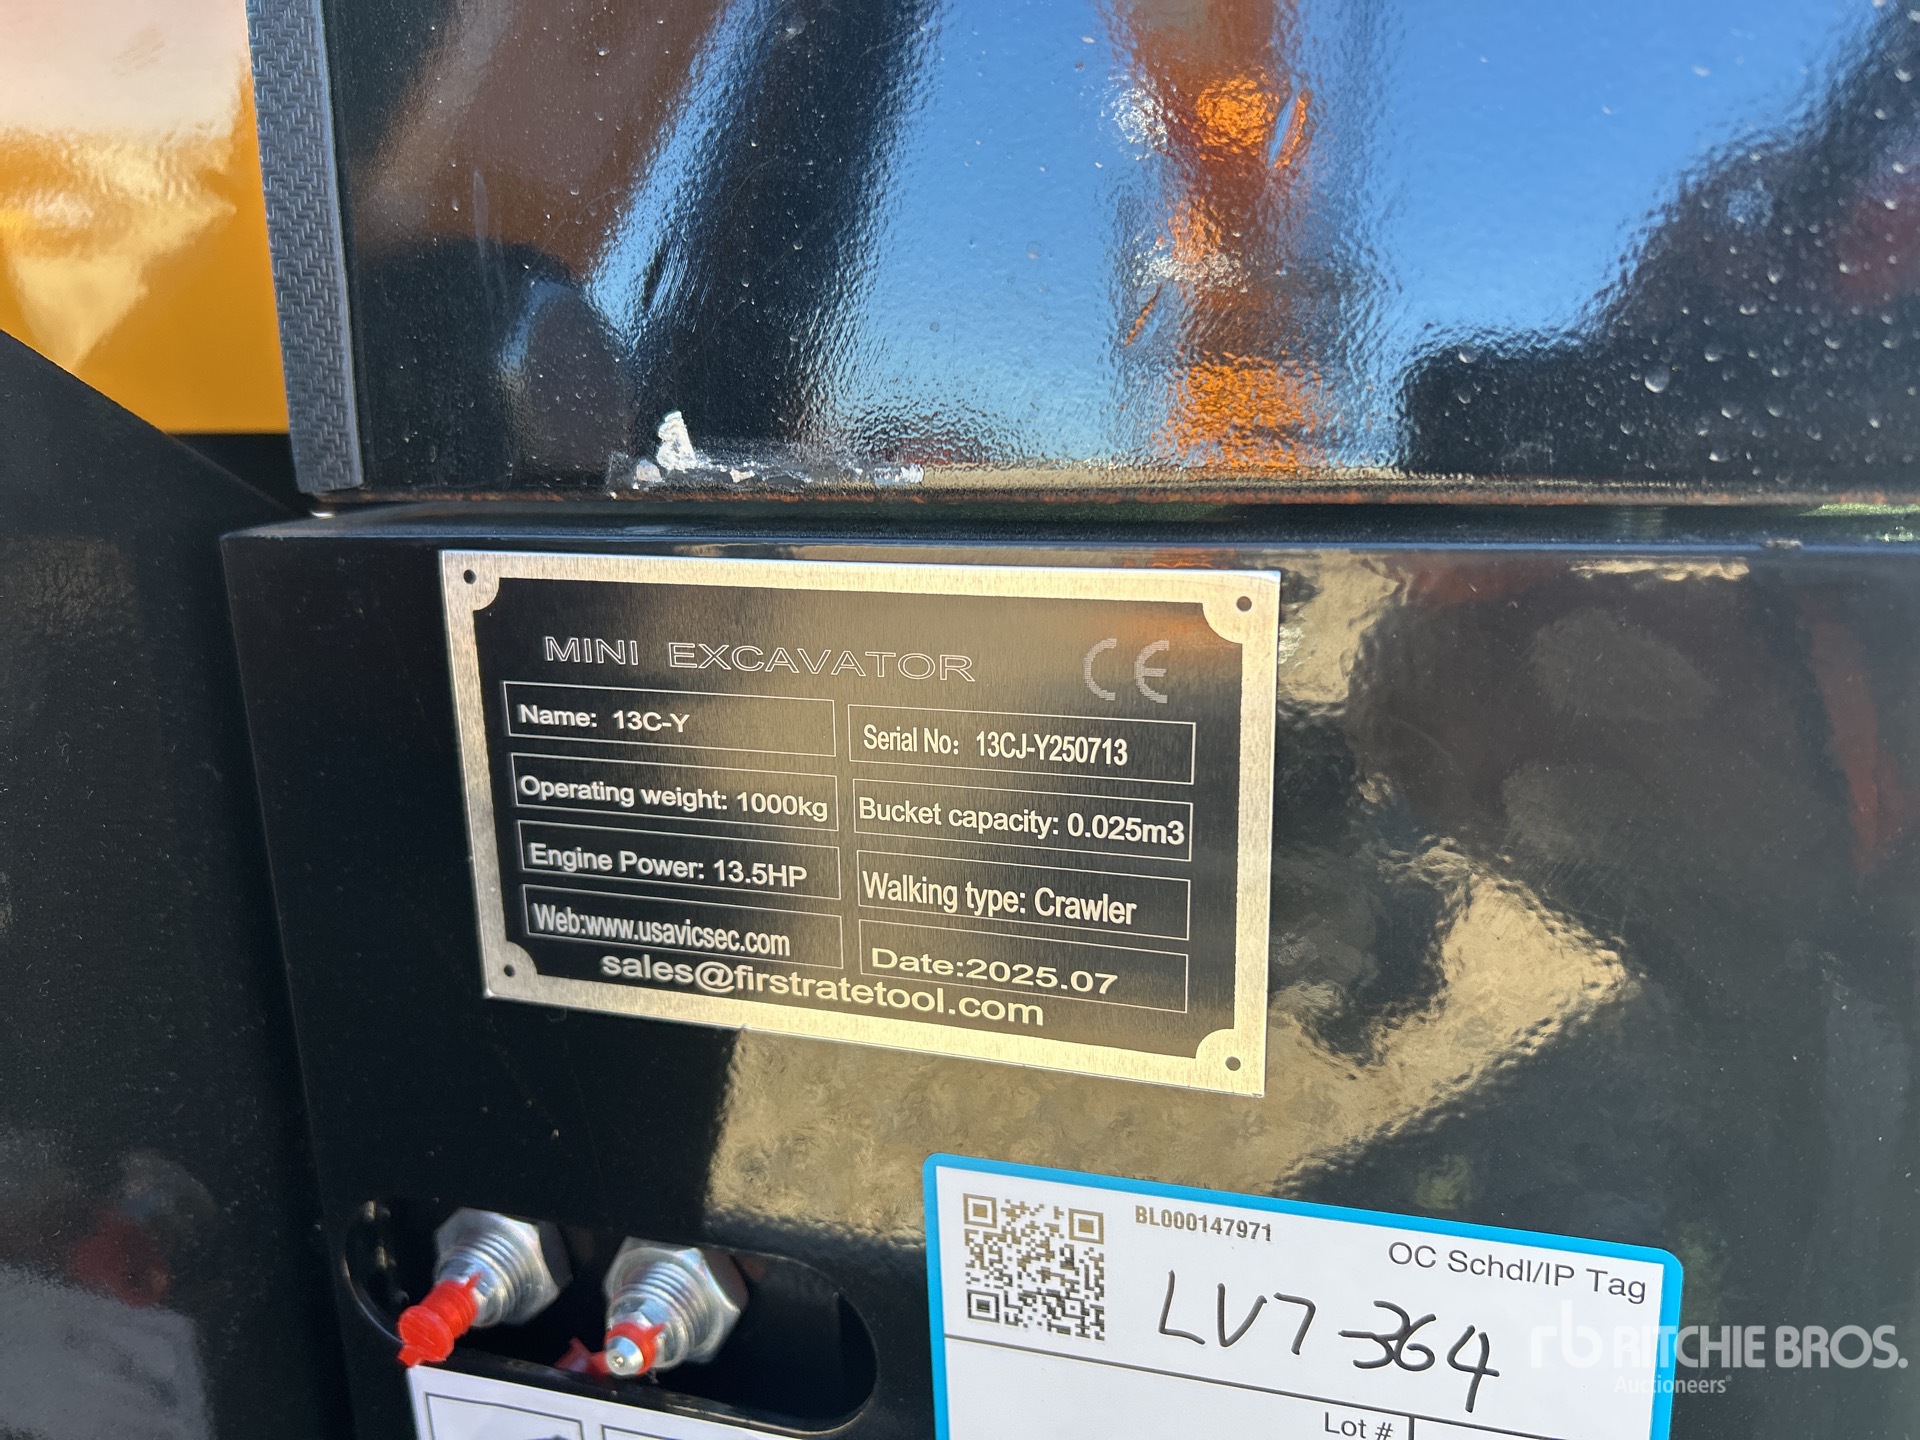 MINI EXCAVATOR
CE
Name: 13C-Y
Serial No: 13CJ-Y250713
Operating weight: 1000kg
Bucket capacity: 0.025m3
Engine Power: 13.5HP
Walking type: Crawler
Web:www.usavicsec.com
Date:2025.07
sales@firstratetool.com
BL000147971
OC Schdl/IP Tag
LV7-364
Lot #
rb RITCHIE BROS.
Auctioneers